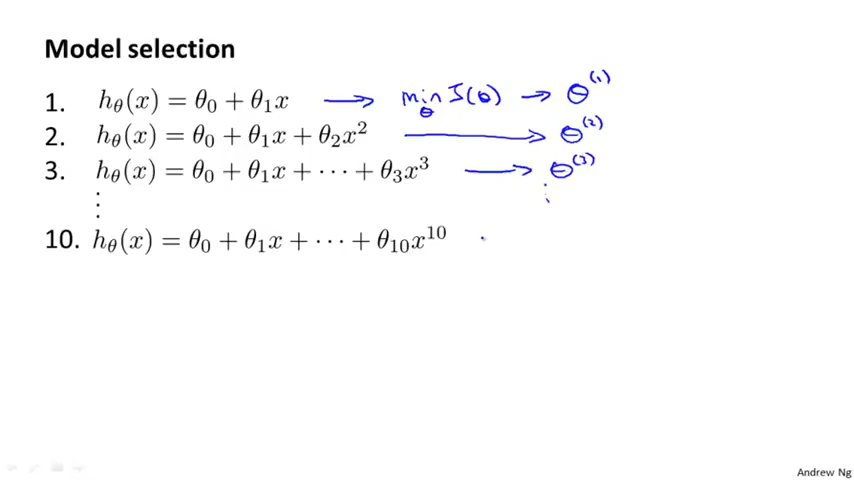 Model selection
1. hθ(x) = θ0 + θ1x → min θ J(θ) → Θ(1)
2. hθ(x) = θ0 + θ1x + θ2x² → Θ(2)
3. hθ(x) = θ0 + θ1x + ··· + θ3x³ → Θ(3)
⋮ ⋮
10. hθ(x) = θ0 + θ1x + ··· + θ10x¹⁰
Andrew Ng